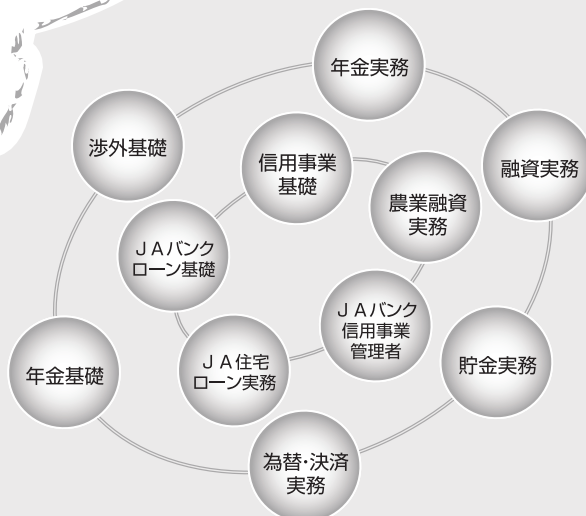 年金実務
渉外基礎
信用事業
基礎
融資実務
農業融資
実務
ＪＡバンク
ローン基礎
ＪＡバンク
信用事業
管理者
ＪＡ住宅
ローン実務
貯金実務
年金基礎
為替・決済
実務